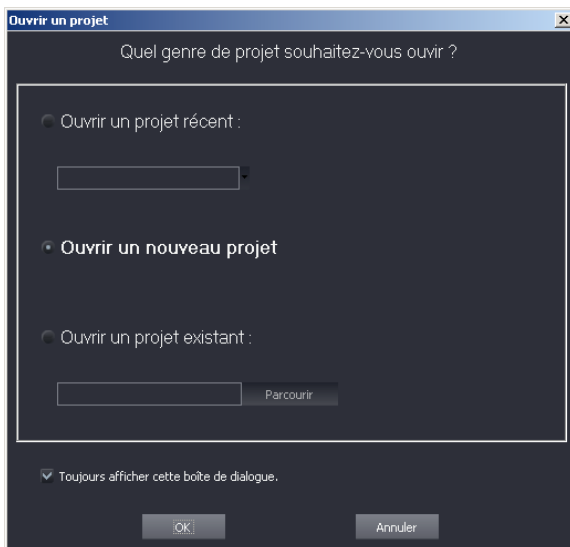 Ouvrir un projet
Quel genre de projet souhaitez-vous ouvrir ?
Ouvrir un projet récent :
Ouvrir un nouveau projet
Ouvrir un projet existant :
Parcourir
Toujours afficher cette boîte de dialogue.
OK
Annuler